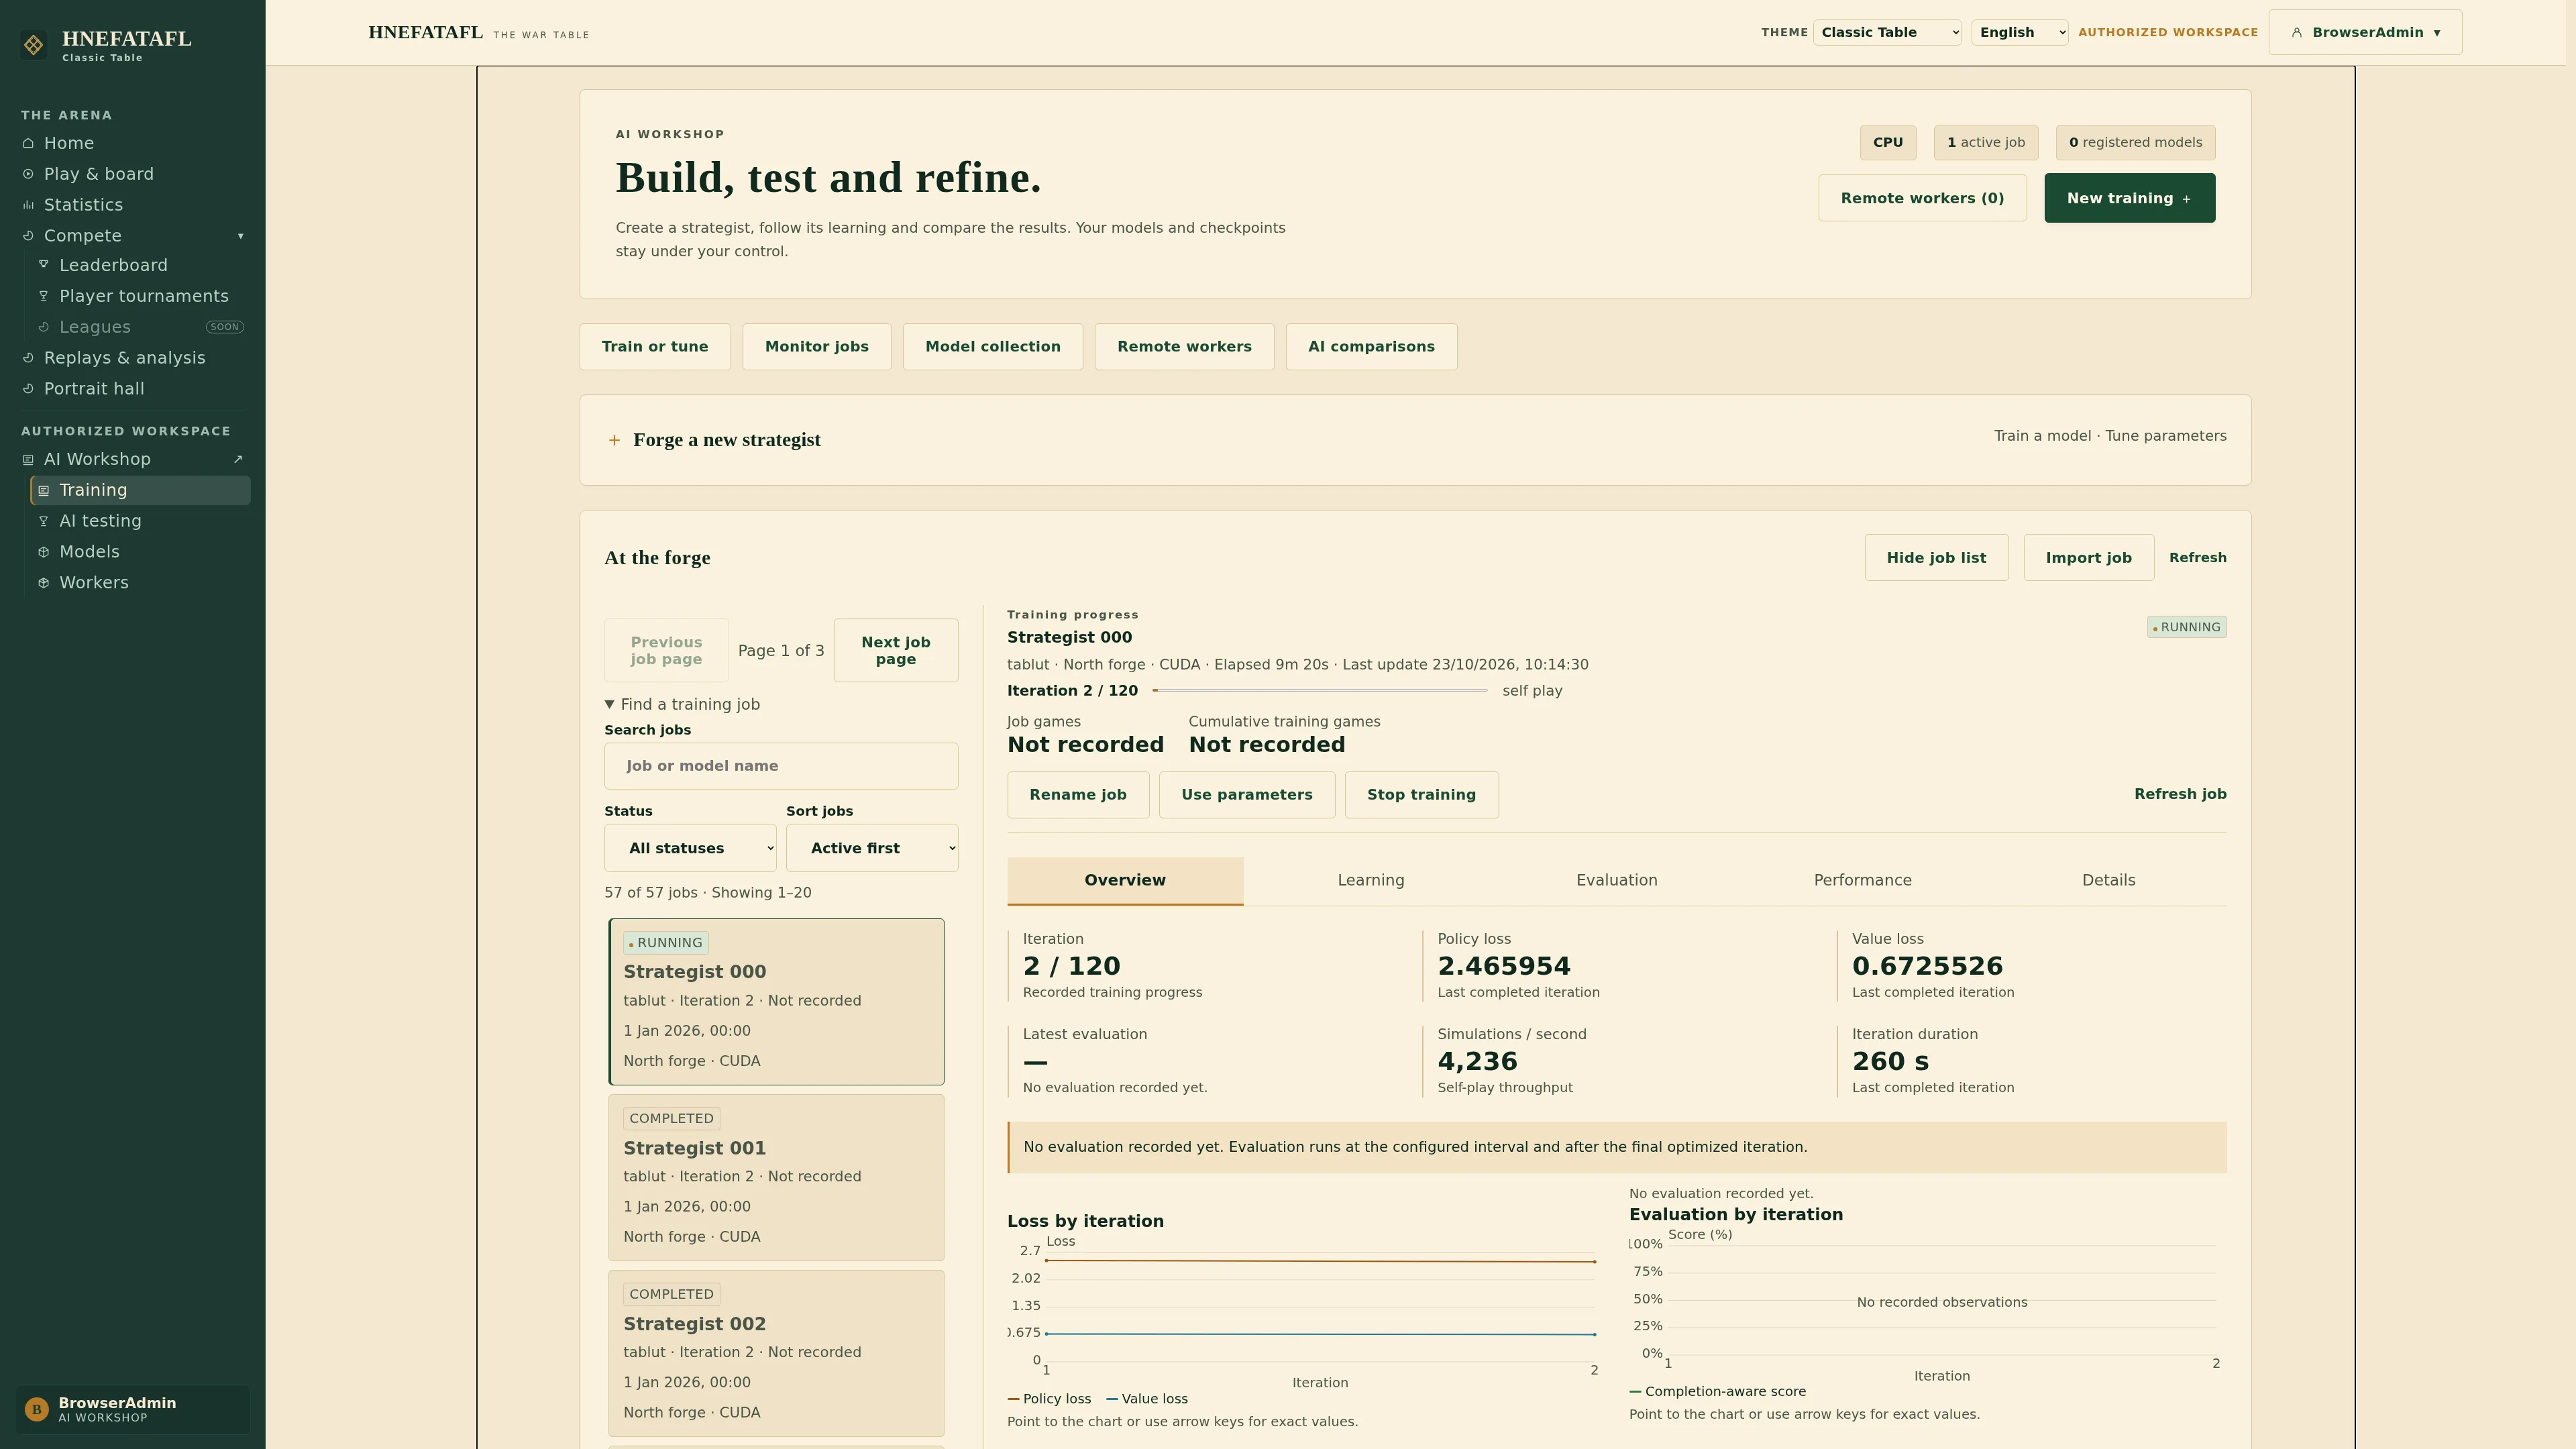 HNEFATAFL
Classic Table
THE ARENA
Home
Play & board
Statistics
Compete ▾
Leaderboard
Player tournaments
Leagues SOON
Replays & analysis
Portrait hall
AUTHORIZED WORKSPACE
AI Workshop ↗
Training
AI testing
Models
Workers
B BrowserAdmin
AI WORKSHOP
HNEFATAFL THE WAR TABLE
THEME Classic Table English AUTHORIZED WORKSPACE BrowserAdmin ▾
AI WORKSHOP
Build, test and refine.
Create a strategist, follow its learning and compare the results. Your models and checkpoints
stay under your control.
CPU 1 active job 0 registered models
Remote workers (0) New training +
Train or tune Monitor jobs Model collection Remote workers AI comparisons
+ Forge a new strategist Train a model · Tune parameters
At the forge Hide job list Import job Refresh
Previous
job page
Page 1 of 3
Next job
page
▼ Find a training job
Search jobs
Job or model name
Status Sort jobs
All statuses Active first
57 of 57 jobs · Showing 1–20
RUNNING
Strategist 000
tablut · Iteration 2 · Not recorded
1 Jan 2026, 00:00
North forge · CUDA
COMPLETED
Strategist 001
tablut · Iteration 2 · Not recorded
1 Jan 2026, 00:00
North forge · CUDA
COMPLETED
Strategist 002
tablut · Iteration 2 · Not recorded
1 Jan 2026, 00:00
North forge · CUDA
Training progress
Strategist 000
RUNNING
tablut · North forge · CUDA · Elapsed 9m 20s · Last update 23/10/2026, 10:14:30
Iteration 2 / 120 self play
Job games Cumulative training games
Not recorded Not recorded
Rename job Use parameters Stop training Refresh job
Overview Learning Evaluation Performance Details
Iteration
2 / 120
Recorded training progress
Policy loss
2.465954
Last completed iteration
Value loss
0.6725526
Last completed iteration
Latest evaluation
—
No evaluation recorded yet.
Simulations / second
4,236
Self-play throughput
Iteration duration
260 s
Last completed iteration
No evaluation recorded yet. Evaluation runs at the configured interval and after the final optimized iteration.
Loss by iteration
Loss
2.7
2.02
1.35
0.675
0
1 2
Iteration
Policy loss Value loss
Point to the chart or use arrow keys for exact values.
No evaluation recorded yet.
Evaluation by iteration
Score (%)
100%
75%
50%
25%
0%
No recorded observations
1 2
Iteration
Completion-aware score
Point to the chart or use arrow keys for exact values.